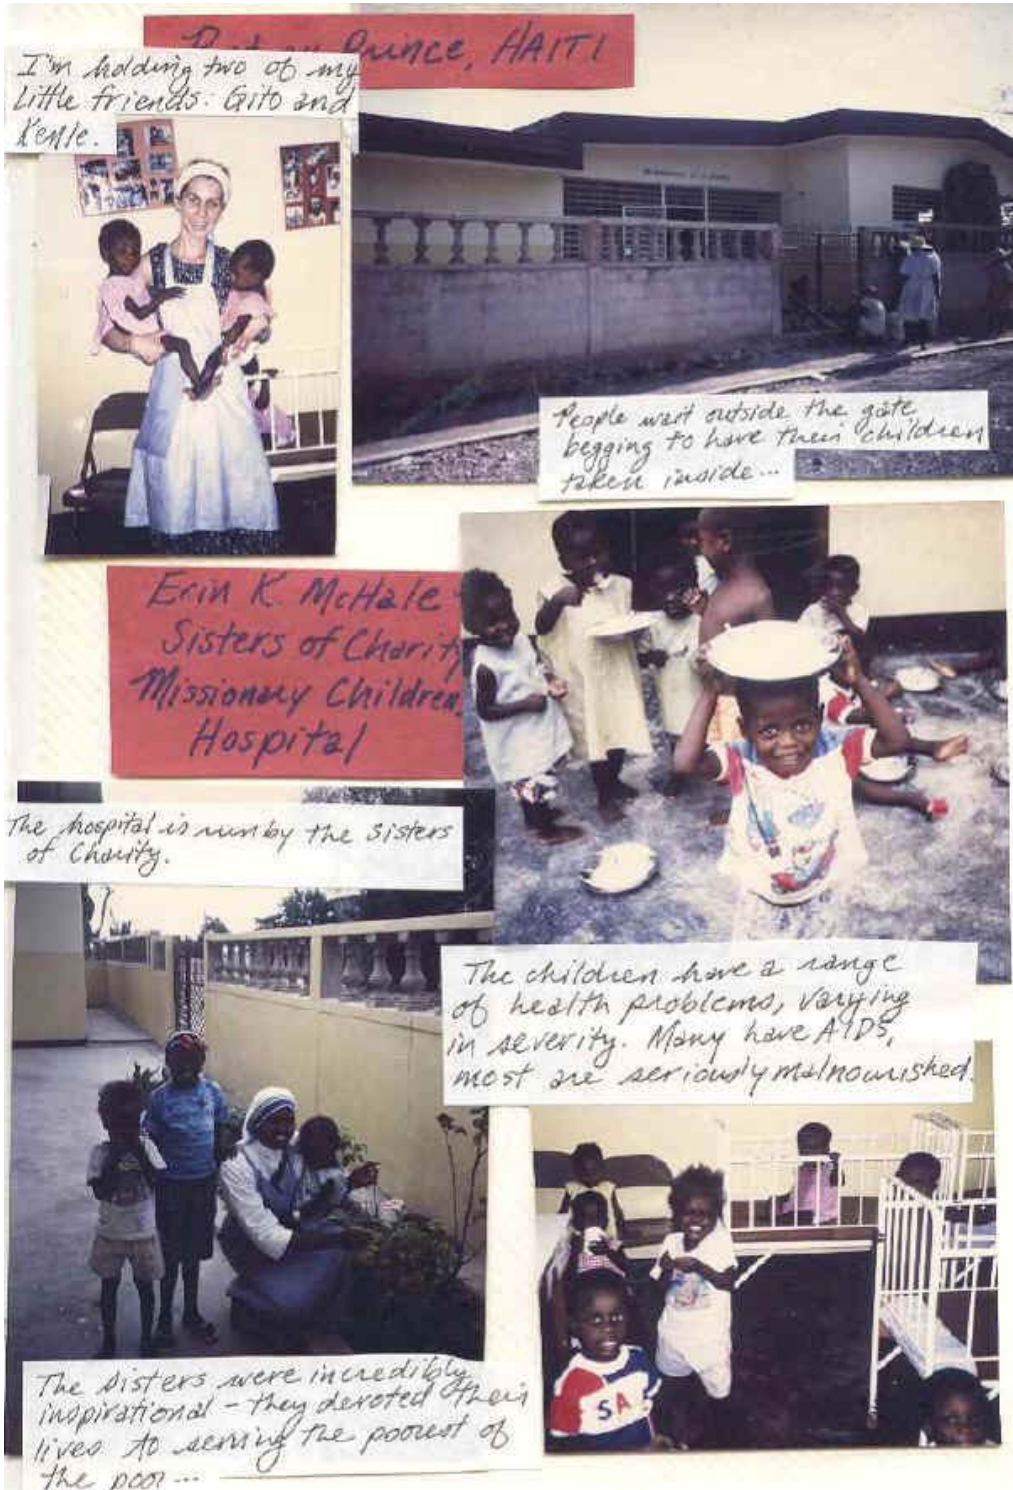 Port au Prince, HAITI
I'm holding two of my
little friends: Gito and
Kenle.
People wait outside the gate
begging to have their children
taken inside...
Erin K. McHale -
Sisters of Charity
Missionary Children
Hospital
The hospital is run by the Sisters
of Charity.
The children have a range
of health problems, varying
in severity. Many have AIDS,
most are seriously malnourished.
SA
The sisters were incredibly
inspirational - they devoted their
lives to serving the poorest of
the poor...